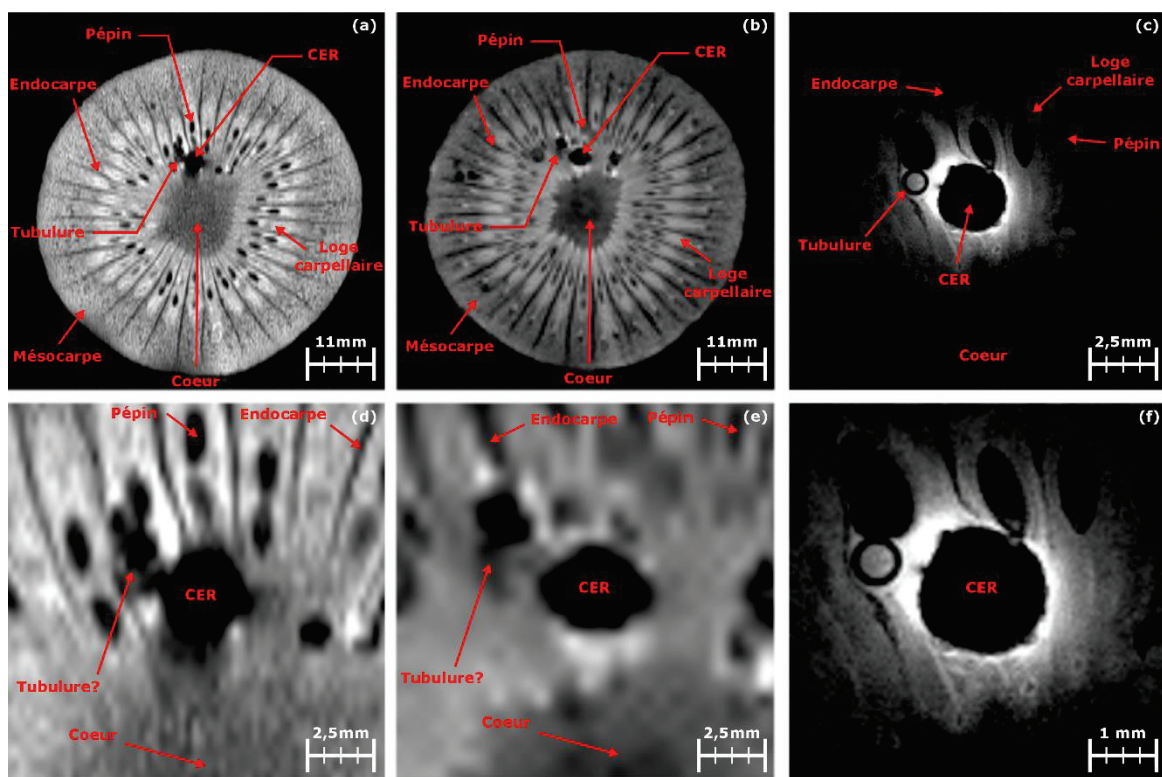 (a)
Pépin
CER
Endocarpe
Tubulure
Loge
carpellaire
Mésocarpe
11mm
Coeur
(b)
Pépin
CER
Endocarpe
Tubulure
Loge
carpellaire
Mésocarpe
11mm
Coeur
(c)
Loge
carpellaire
Endocarpe
Pépin
Tubulure
CER
2,5mm
Coeur
(d)
Pépin
Endocarpe
CER
Tubulure?
2,5mm
Coeur
(e)
Endocarpe
Pépin
CER
Tubulure?
Coeur
2,5mm
(f)
CER
1 mm